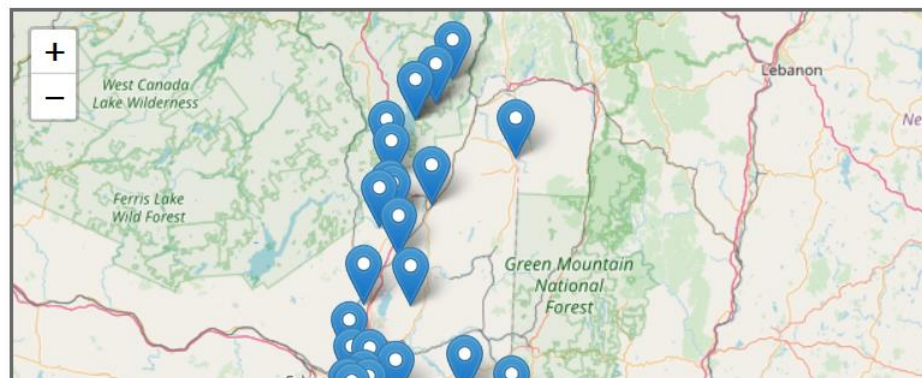 +
−
West Canada
Lake Wilderness
Lebanon
Ferris Lake
Wild Forest
Green Mountain
National
Forest